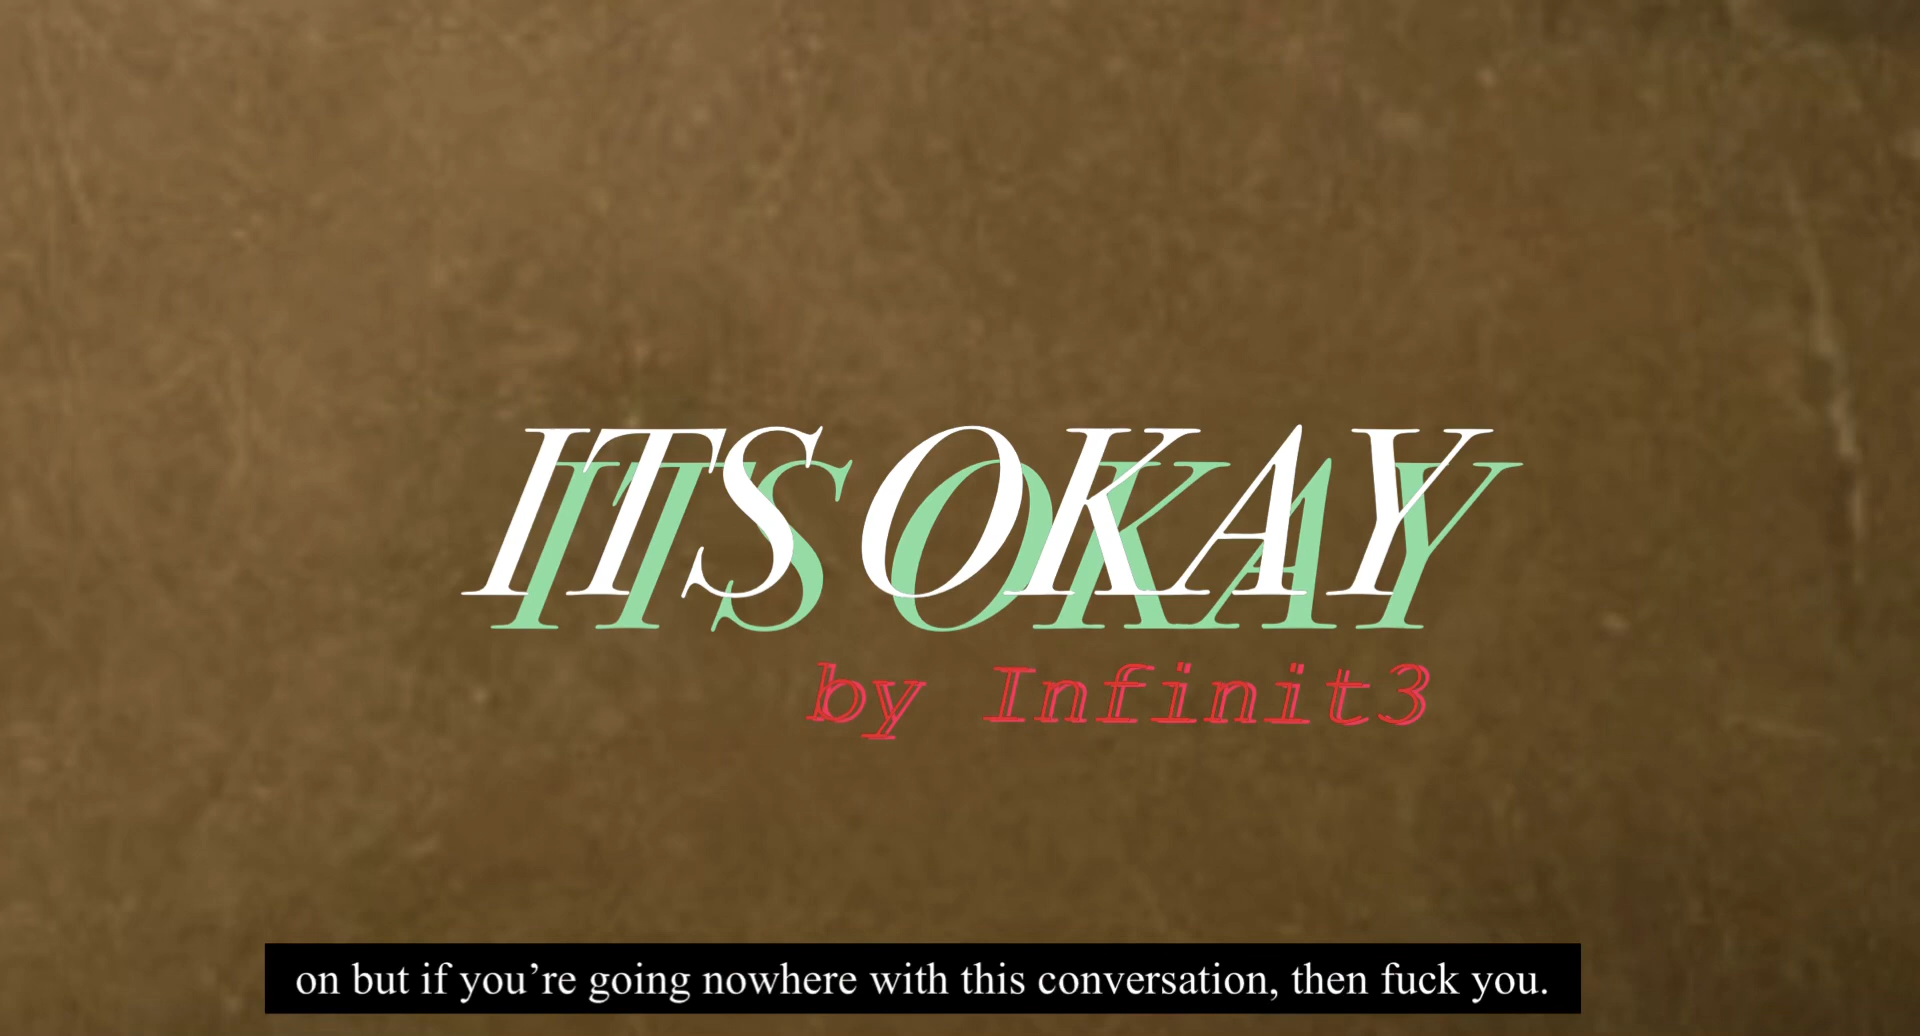 ITS OKAY
by Infinit3
on but if you’re going nowhere with this conversation, then fuck you.